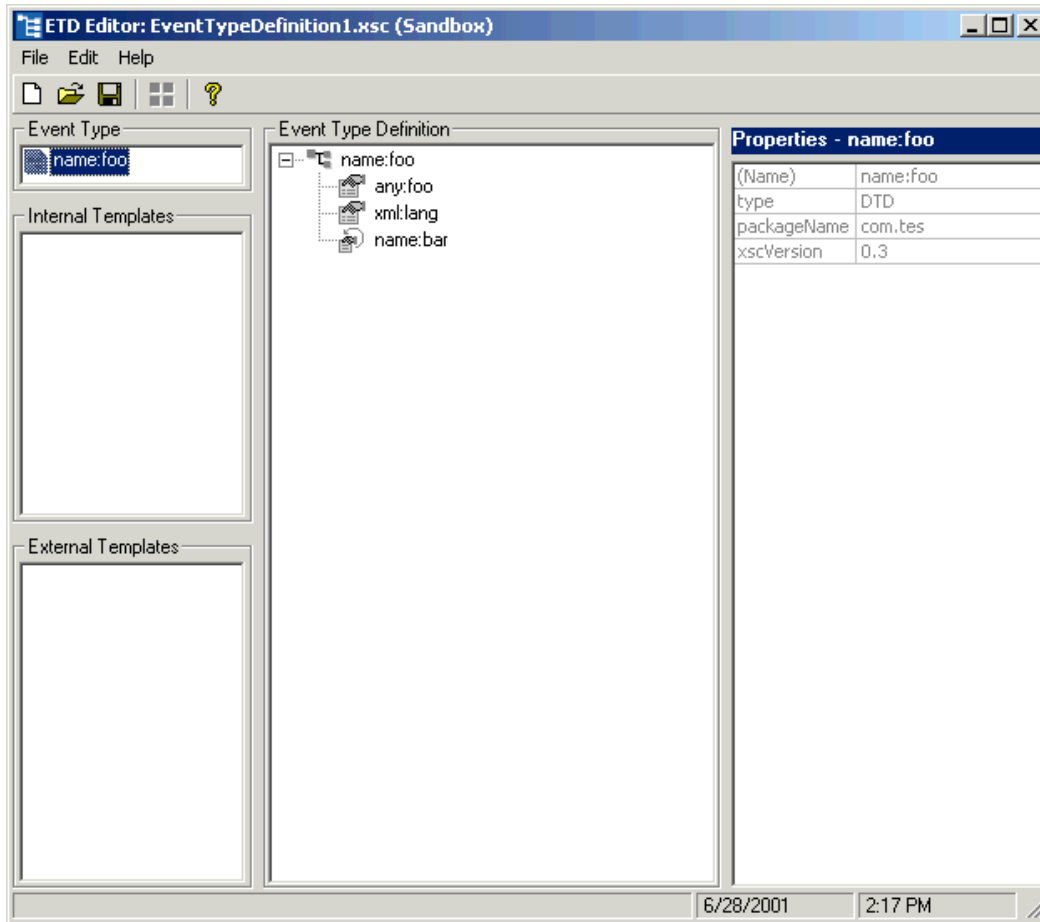 ETD Editor: EventTypeDefinition1.xsc (Sandbox)
File Edit Help
Event Type
name:foo
Internal Templates
External Templates
Event Type Definition
name:foo
any:foo
xml:lang
name:bar
Properties - name:foo
(Name) name:foo
type DTD
packageName com.tes
xscVersion 0.3
6/28/2001 2:17 PM